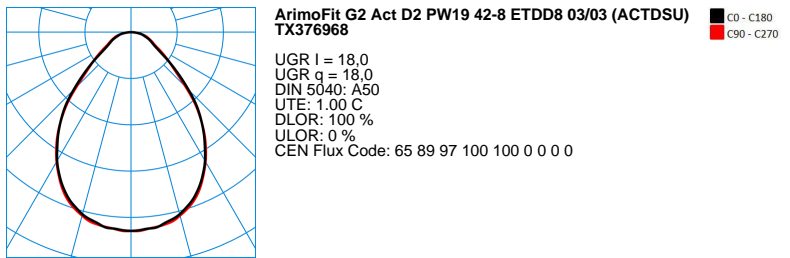 ArimoFit G2 Act D2 PW19 42-8 ETDD8 03/03 (ACTDSU)
TX376968
UGR l = 18,0
UGR q = 18,0
DIN 5040: A50
UTE: 1.00 C
DLOR: 100 %
ULOR: 0 %
CEN Flux Code: 65 89 97 100 100 0 0 0 0
C0 - C180
C90 - C270